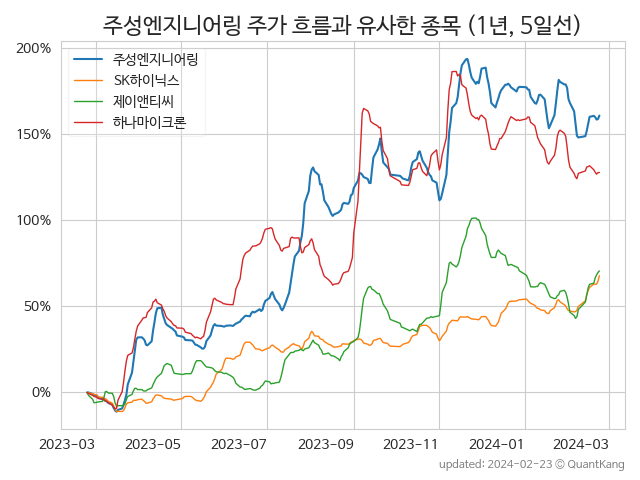 주성엔지니어링 주가 흐름과 유사한 종목 (1년, 5일선)
200%
150%
100%
50%
0%
주성엔지니어링
SK하이닉스
제이앤티씨
하나마이크론
2023-03
2023-05
2023-07
2023-09
2023-11
2024-01
2024-03
updated: 2024-02-23 © QuantKang